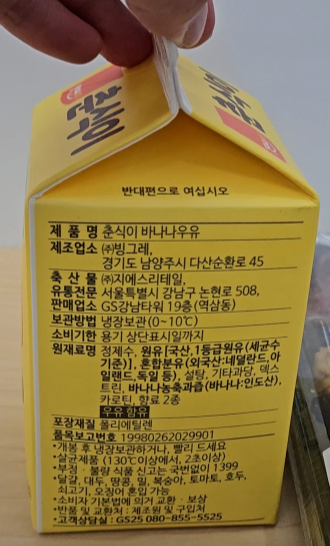 반대편으로 여십시오
제 품 명 춘식이 바나나우유
제조업소 ㈜빙그레,
경기도 남양주시 다산순환로 45
축 산 물 ㈜지에스리테일,
유통전문 서울특별시 강남구 논현로 508,
판매업소 GS강남타워 19층 (역삼동)
보관방법 냉장보관(0~10℃)
소비기한 용기 상단표시일까지
원재료명 정제수, 원유[국산, 1등급원유(세균수
기준)], 혼합분유(외국산:네덜란드,아
일랜드,독일 등), 설탕, 기타과당, 덱스
트린, 바나나농축과즙(바나나:인도산),
카로틴, 향료 2종
우유 함유
포장재질 폴리에틸렌
품목보고번호 19980262029901
•개봉 후 냉장보관하거나, 빨리 드세요
•살균제품 (130℃이상에서, 2초이상)
•부정·불량 식품 신고는 국번없이 1399
•달걀, 대두, 땅콩, 밀, 복숭아, 토마토, 호두,
쇠고기, 오징어 혼입 가능
•소비자 기본법에 의거 교환·보상
•반품 및 교환처 : 제조원 및 구입처
•고객상담실 : GS25 080-855-5525